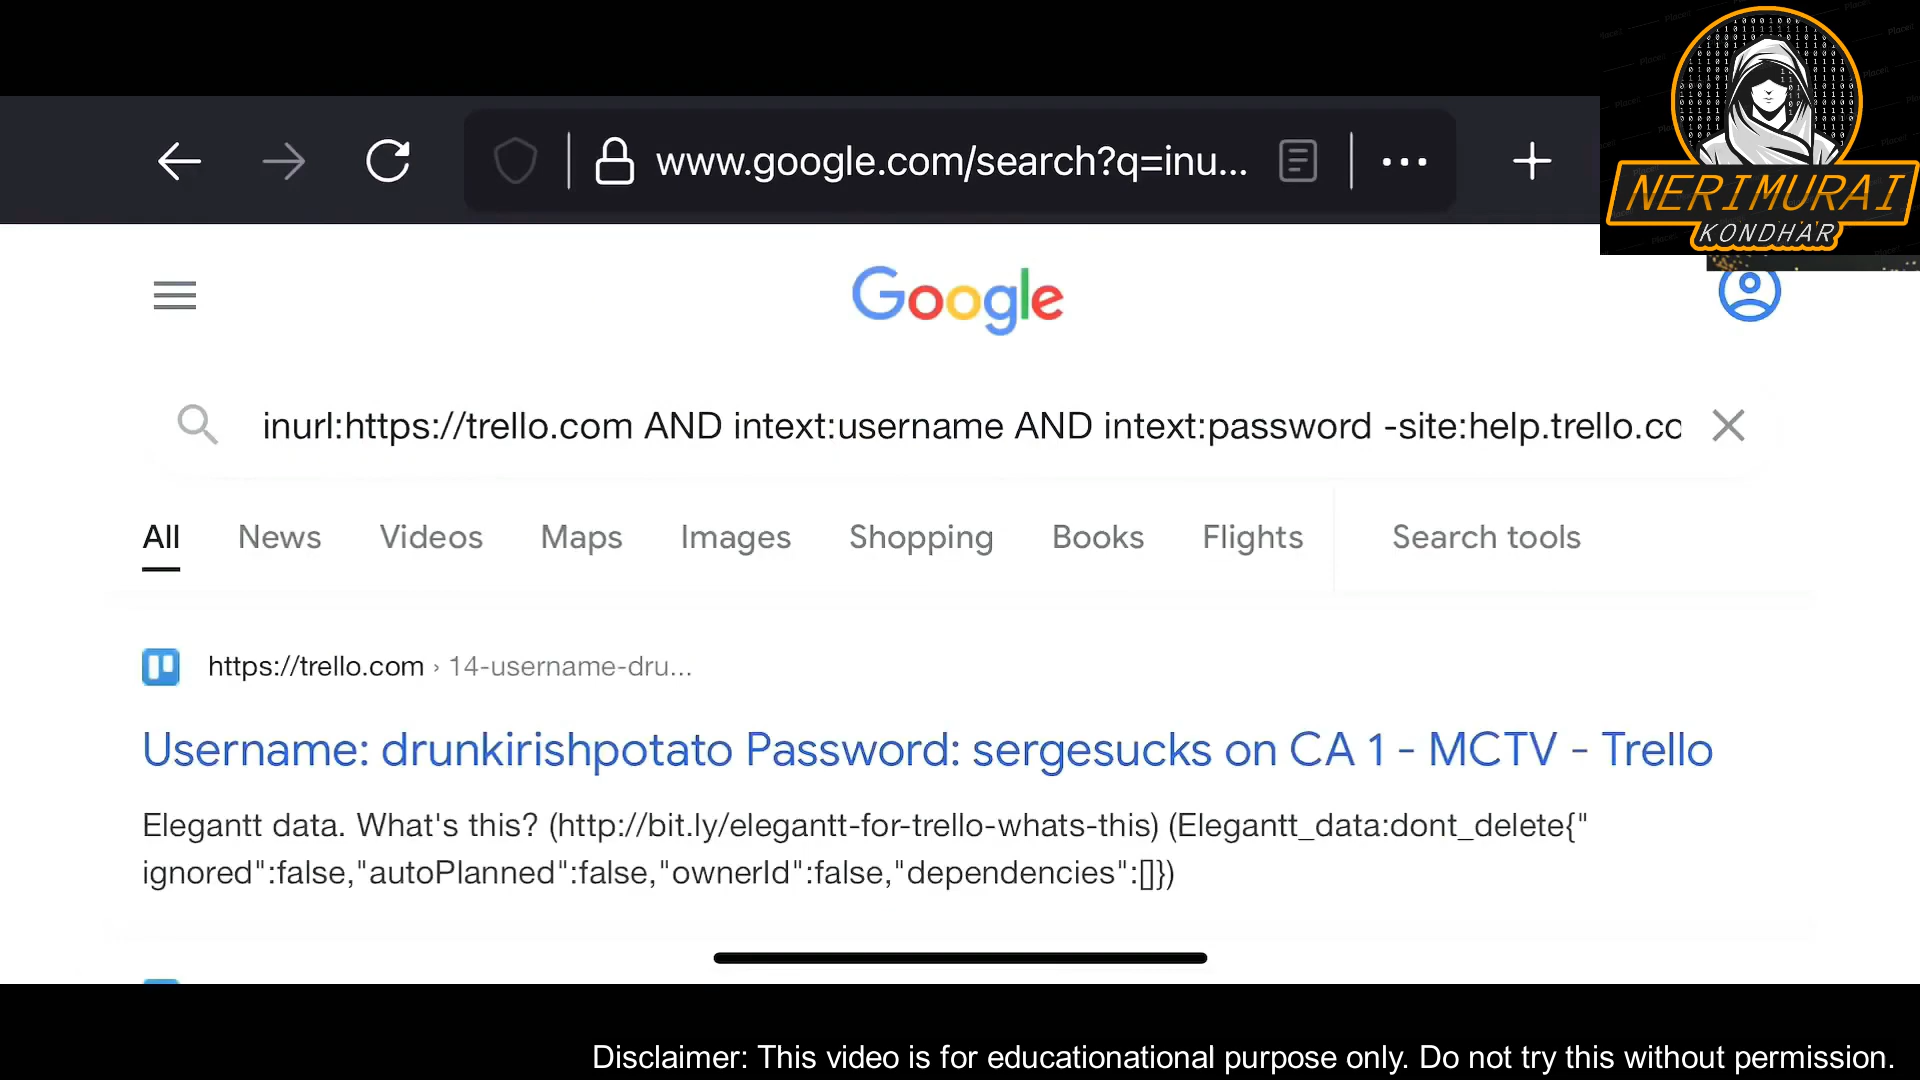 www.google.com/search?q=inu...
NERIMURAI
KONDHAR
Google
inurl:https://trello.com AND intext:username AND intext:password -site:help.trello.co
All News Videos Maps Images Shopping Books Flights Search tools
https://trello.com › 14-username-dru...
Username: drunkirishpotato Password: sergesucks on CA 1 - MCTV - Trello
Elegantt data. What's this? (http://bit.ly/elegantt-for-trello-whats-this) (Elegantt_data:dont_delete{"
ignored":false,"autoPlanned":false,"ownerId":false,"dependencies":[]})
Disclaimer: This video is for educationational purpose only. Do not try this without permission.